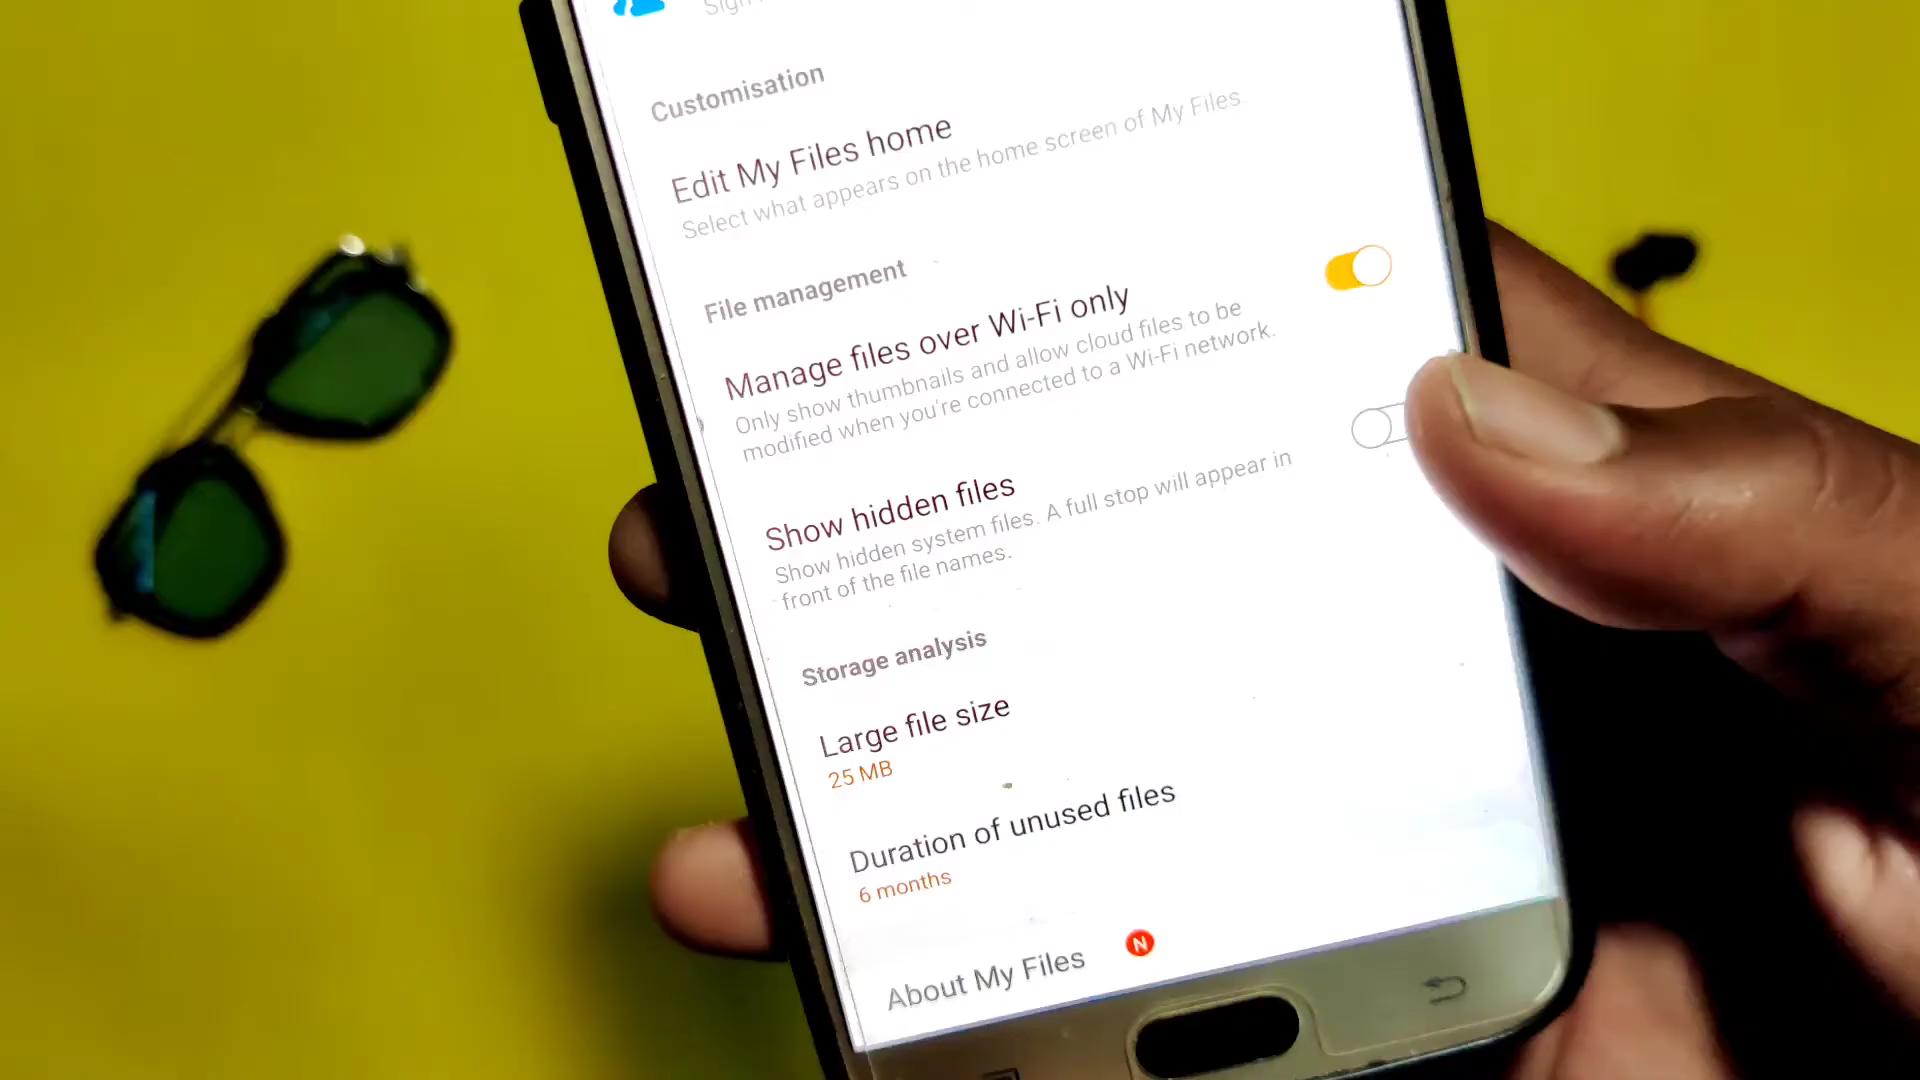 Customisation
Edit My Files home
Select what appears on the home screen of My Files.
File management
Manage files over Wi-Fi only
Only show thumbnails and allow cloud files to be
modified when you're connected to a Wi-Fi network.
Show hidden files
Show hidden system files. A full stop will appear in
front of the file names.
Storage analysis
Large file size
25 MB
Duration of unused files
6 months
About My Files N